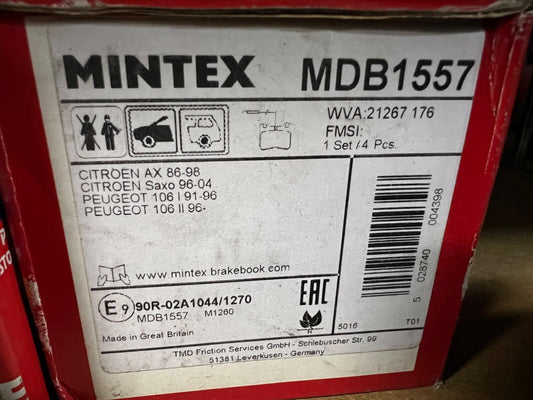 MINTEX MDB1557
WVA:21267 176
FMSI:
1 Set / 4 Pcs.
CITROEN AX 86-98
CITROEN Saxo 96-04
PEUGEOT 106 I 91-96
PEUGEOT 106 II 96-
www.mintex.brakebook.com
E9 90R-02A1044/1270
MDB1557 M1260
Made in Great Britain
EAC
5 028740 004398
5016 T01
TMD Friction Services GmbH - Schlebuscher Str. 99
51381 Leverkusen - Germany